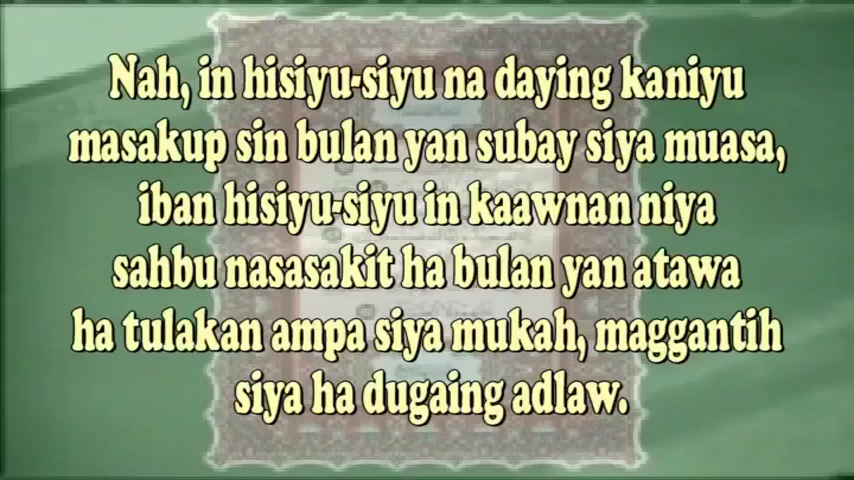 Nah, in hisiyu-siyu na daying kaniyu
masakup sin bulan yan subay siya muasa,
iban hisiyu-siyu in kaawnan niya
sahbu nasasakit ha bulan yan atawa
ha tulakan ampa siya mukah, maggantih
siya ha dugaing adlaw.